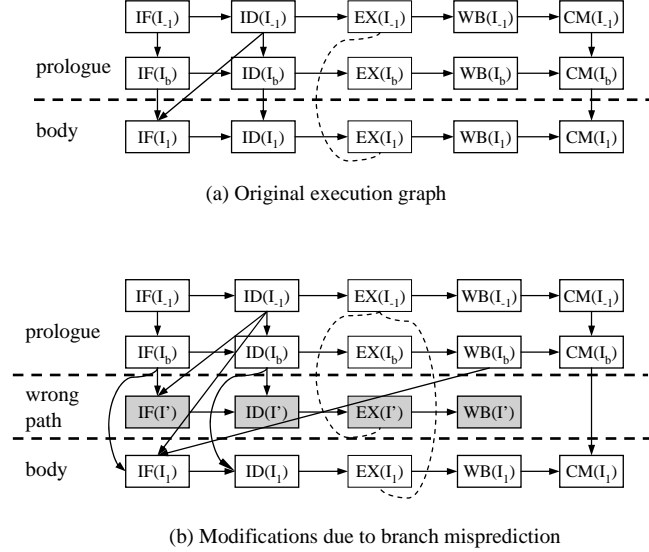 IF(I-1) ID(I-1) EX(I-1) WB(I-1) CM(I-1)
prologue
IF(Ib) ID(Ib) EX(Ib) WB(Ib) CM(Ib)
body
IF(I1) ID(I1) EX(I1) WB(I1) CM(I1)
(a) Original execution graph
IF(I-1) ID(I-1) EX(I-1) WB(I-1) CM(I-1)
prologue
IF(Ib) ID(Ib) EX(Ib) WB(Ib) CM(Ib)
wrong
path
IF(I') ID(I') EX(I') WB(I')
body
IF(I1) ID(I1) EX(I1) WB(I1) CM(I1)
(b) Modifications due to branch misprediction